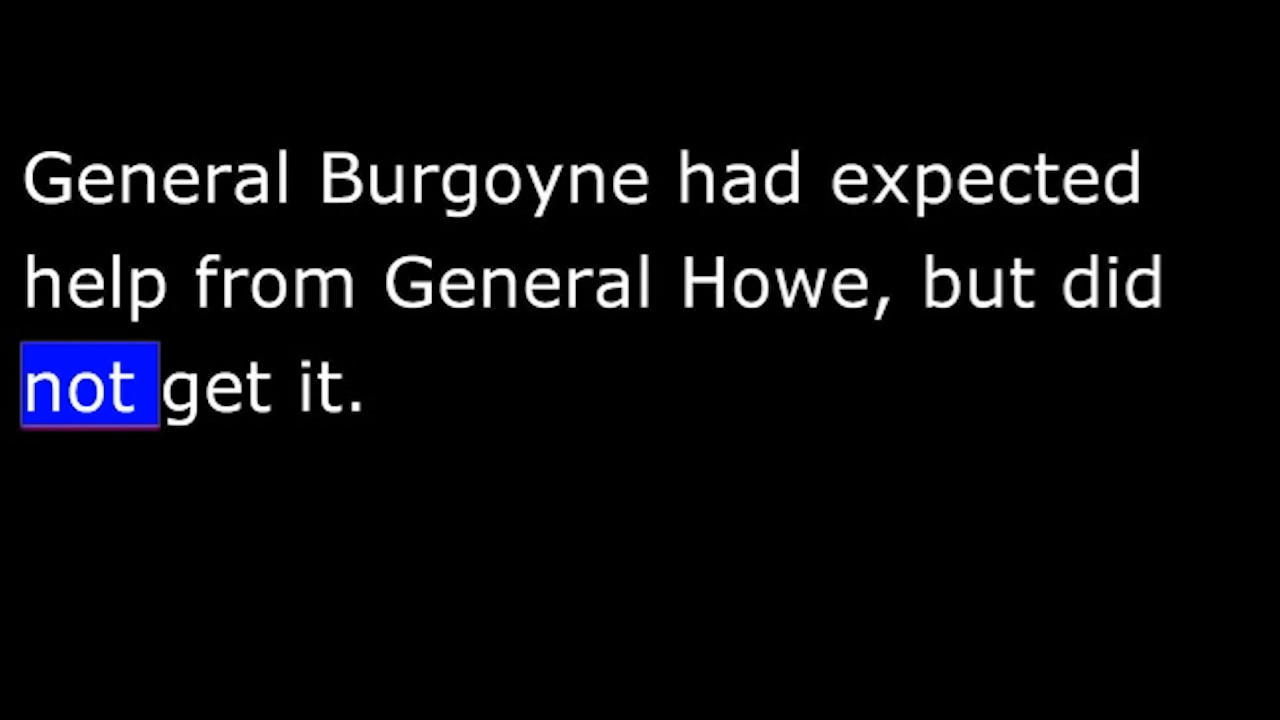 General Burgoyne had expected
help from General Howe, but did
not get it.